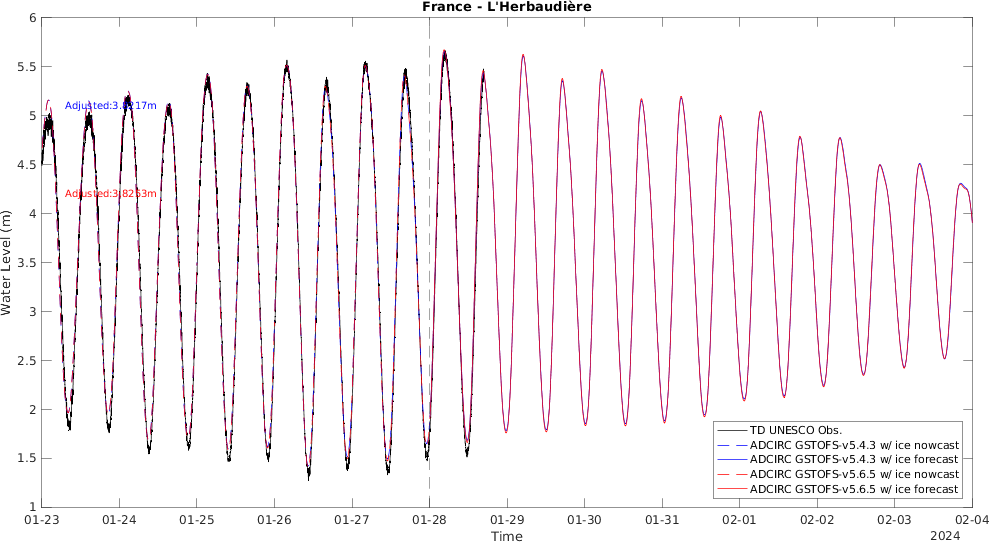 France - L'Herbaudière
6
5.5
5
4.5
4
3.5
3
2.5
2
1.5
1
Water Level (m)
Adjusted:3.8217m
Adjusted:3.8263m
TD UNESCO Obs.
ADCIRC GSTOFS-v5.4.3 w/ ice nowcast
ADCIRC GSTOFS-v5.4.3 w/ ice forecast
ADCIRC GSTOFS-v5.6.5 w/ ice nowcast
ADCIRC GSTOFS-v5.6.5 w/ ice forecast
01-23 01-24 01-25 01-26 01-27 01-28 01-29 01-30 01-31 02-01 02-02 02-03 02-04
Time
2024